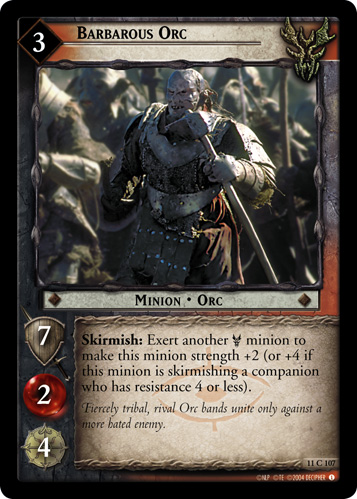 3
BARBAROUS ORC
MINION • ORC
7
2
4
Skirmish: Exert another minion to
make this minion strength +2 (or +4 if
this minion is skirmishing a companion
who has resistance 4 or less).
Fiercely tribal, rival Orc bands unite only against a
more hated enemy.
11 C 107
©NLP ©TE ©2004 DECIPHER